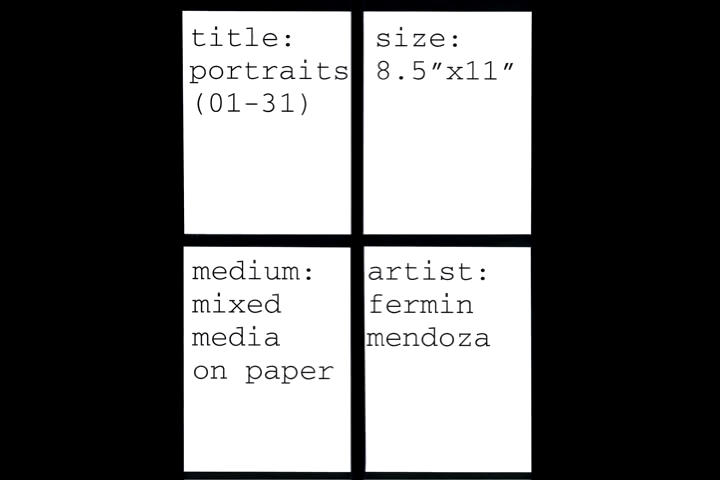 title:
portraits
(01-31)
size:
8.5″x11″
medium:
mixed
media
on paper
artist:
fermin
mendoza